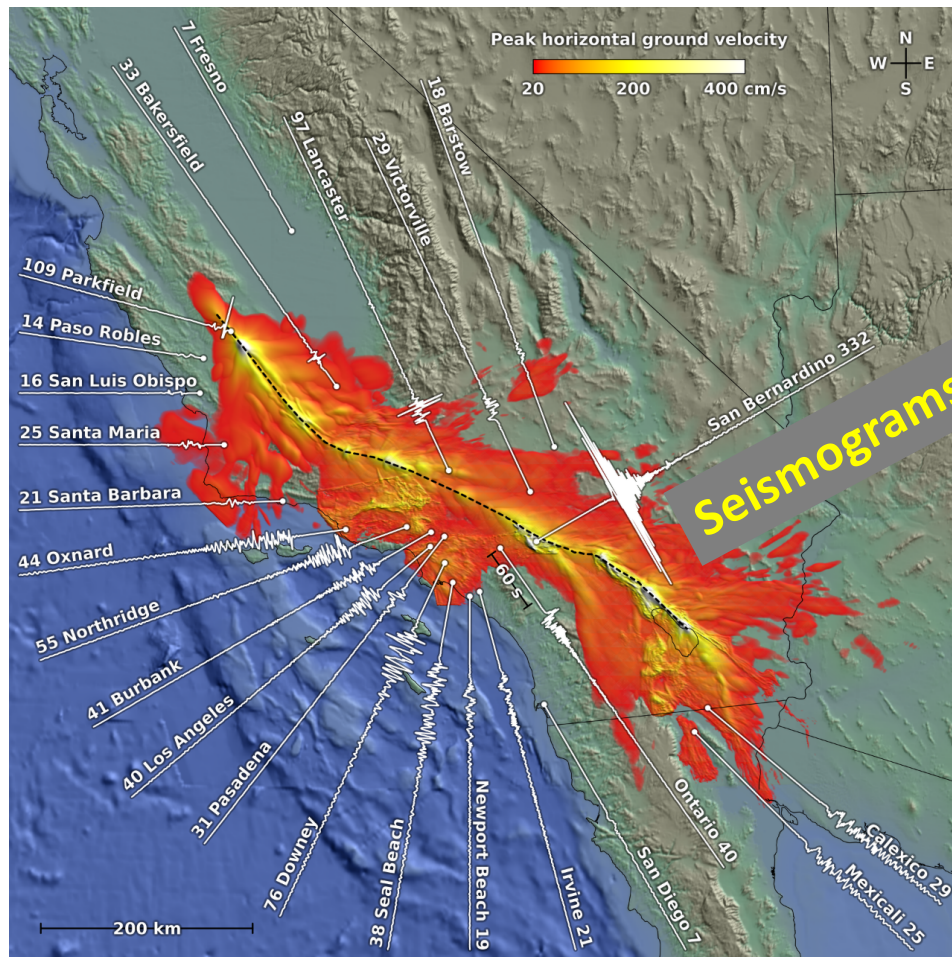 Peak horizontal ground velocity
20 200 400 cm/s
N
W E
S
7 Fresno
33 Bakersfield
97 Lancaster
29 Victorville
18 Barstow
109 Parkfield
14 Paso Robles
16 San Luis Obispo
25 Santa Maria
21 Santa Barbara
44 Oxnard
55 Northridge
41 Burbank
40 Los Angeles
31 Pasadena
76 Downey
38 Seal Beach
Newport Beach 19
Irvine 21
San Diego 7
Ontario 40
Calexico 29
Mexicali 25
San Bernardino 332
Seismograms
60 s
200 km